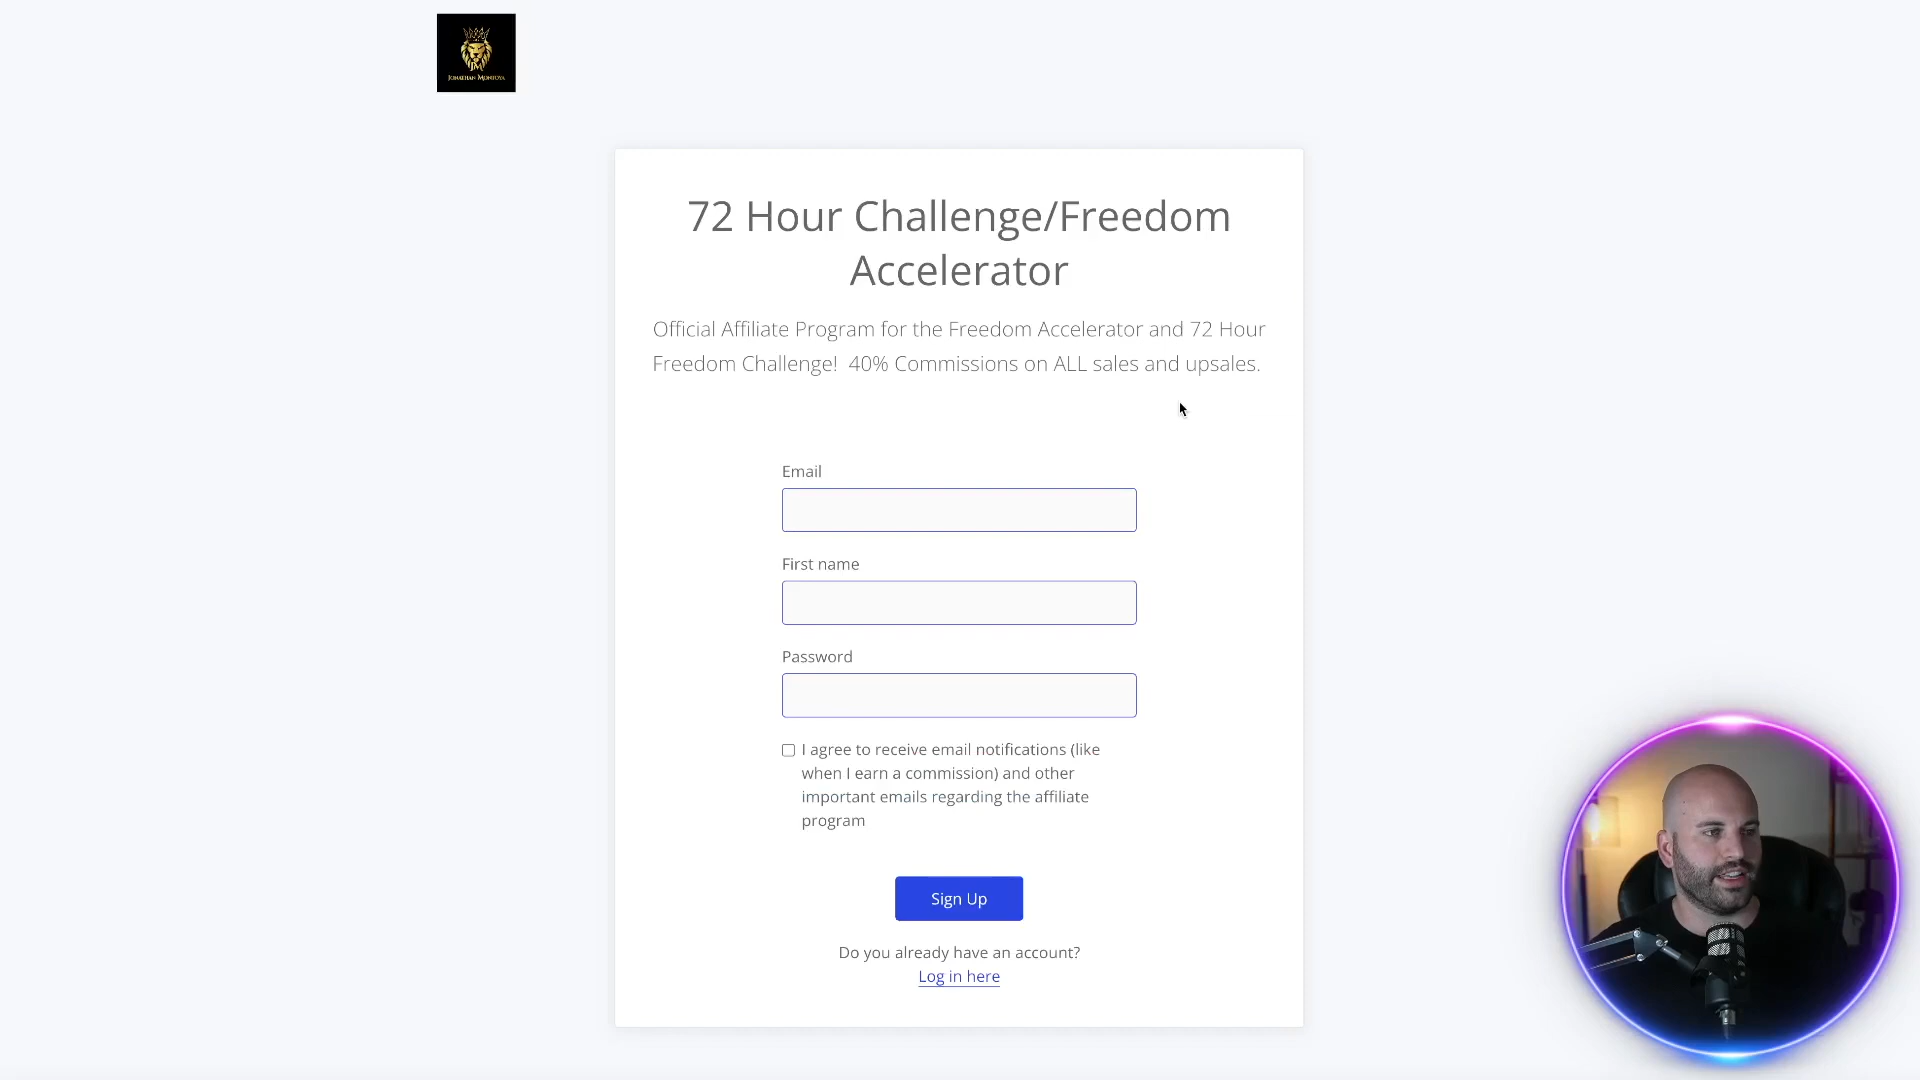 JONATHAN MONTOYA
72 Hour Challenge/Freedom
Accelerator
Official Affiliate Program for the Freedom Accelerator and 72 Hour
Freedom Challenge!  40% Commissions on ALL sales and upsales.
Email
First name
Password
I agree to receive email notifications (like
when I earn a commission) and other
important emails regarding the affiliate
program
Sign Up
Do you already have an account?
Log in here